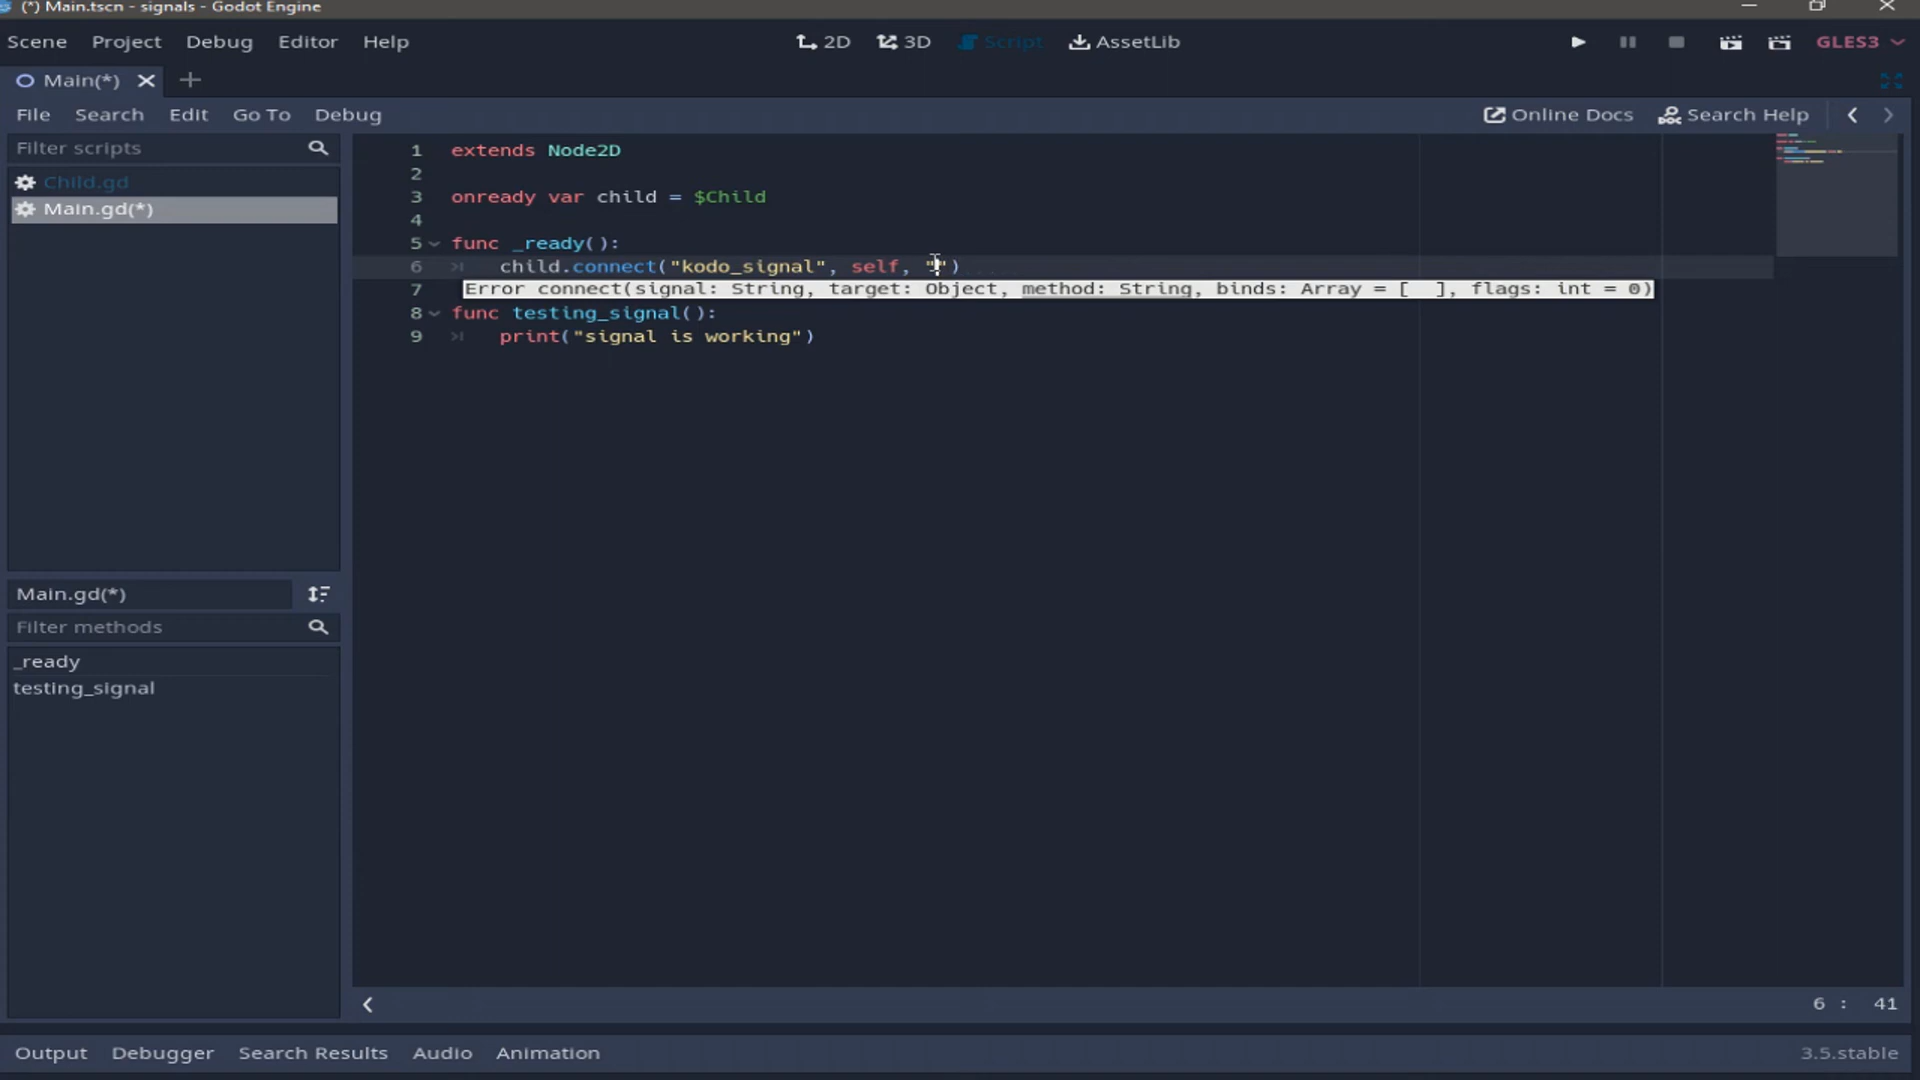 (*) Main.tscn - signals - Godot Engine
Scene Project Debug Editor Help 2D 3D Script AssetLib GLES3
Main(*)
File Search Edit Go To Debug Online Docs Search Help
Filter scripts
Child.gd
Main.gd(*)
1 extends Node2D
2
3 onready var child = $Child
4
5 func _ready():
6 child.connect("kodo_signal", self, "")
7 Error connect(signal: String, target: Object, method: String, binds: Array = [  ], flags: int = 0)
8 func testing_signal():
9 print("signal is working")
Main.gd(*)
Filter methods
_ready
testing_signal
6 : 41
Output Debugger Search Results Audio Animation 3.5.stable